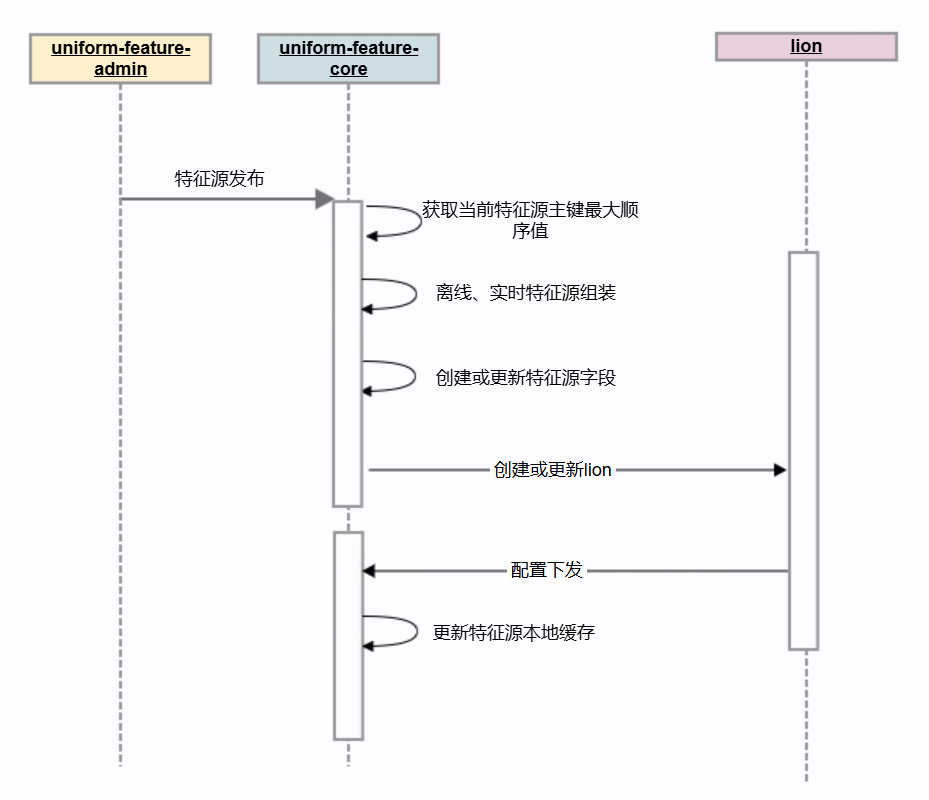 uniform-feature-
admin
uniform-feature-
core
lion
特征源发布
获取当前特征源主键最大顺
序值
离线、实时特征源组装
创建或更新特征源字段
创建或更新lion
配置下发
更新特征源本地缓存